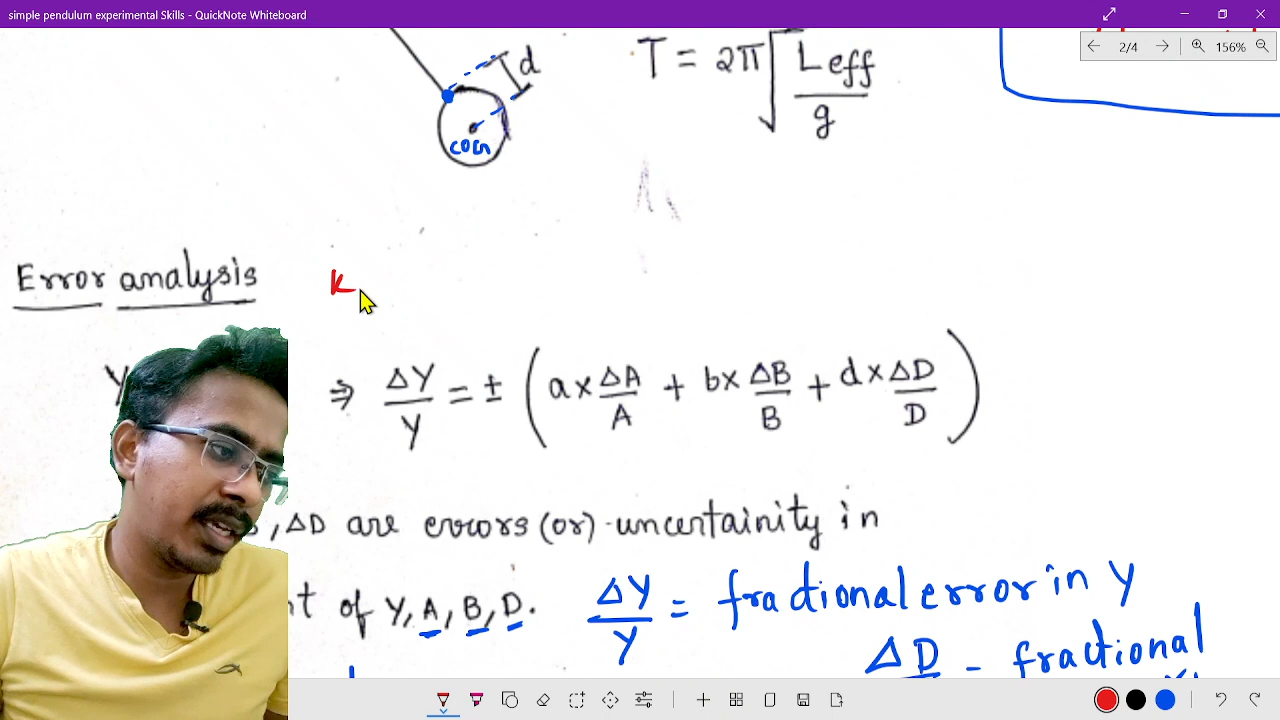 simple pendulum experimental Skills - QuickNote Whiteboard
2/4
156%
d
T = 2π√(Leff/g)
COM
Error analysis
K
Y
⇒ ΔY/Y = ± (a×ΔA/A + b×ΔB/B + d×ΔD/D)
, ΔD are errors (or) uncertainity in
nt of Y, A, B, D.
ΔY/Y = fractional error in Y
ΔD - fractional